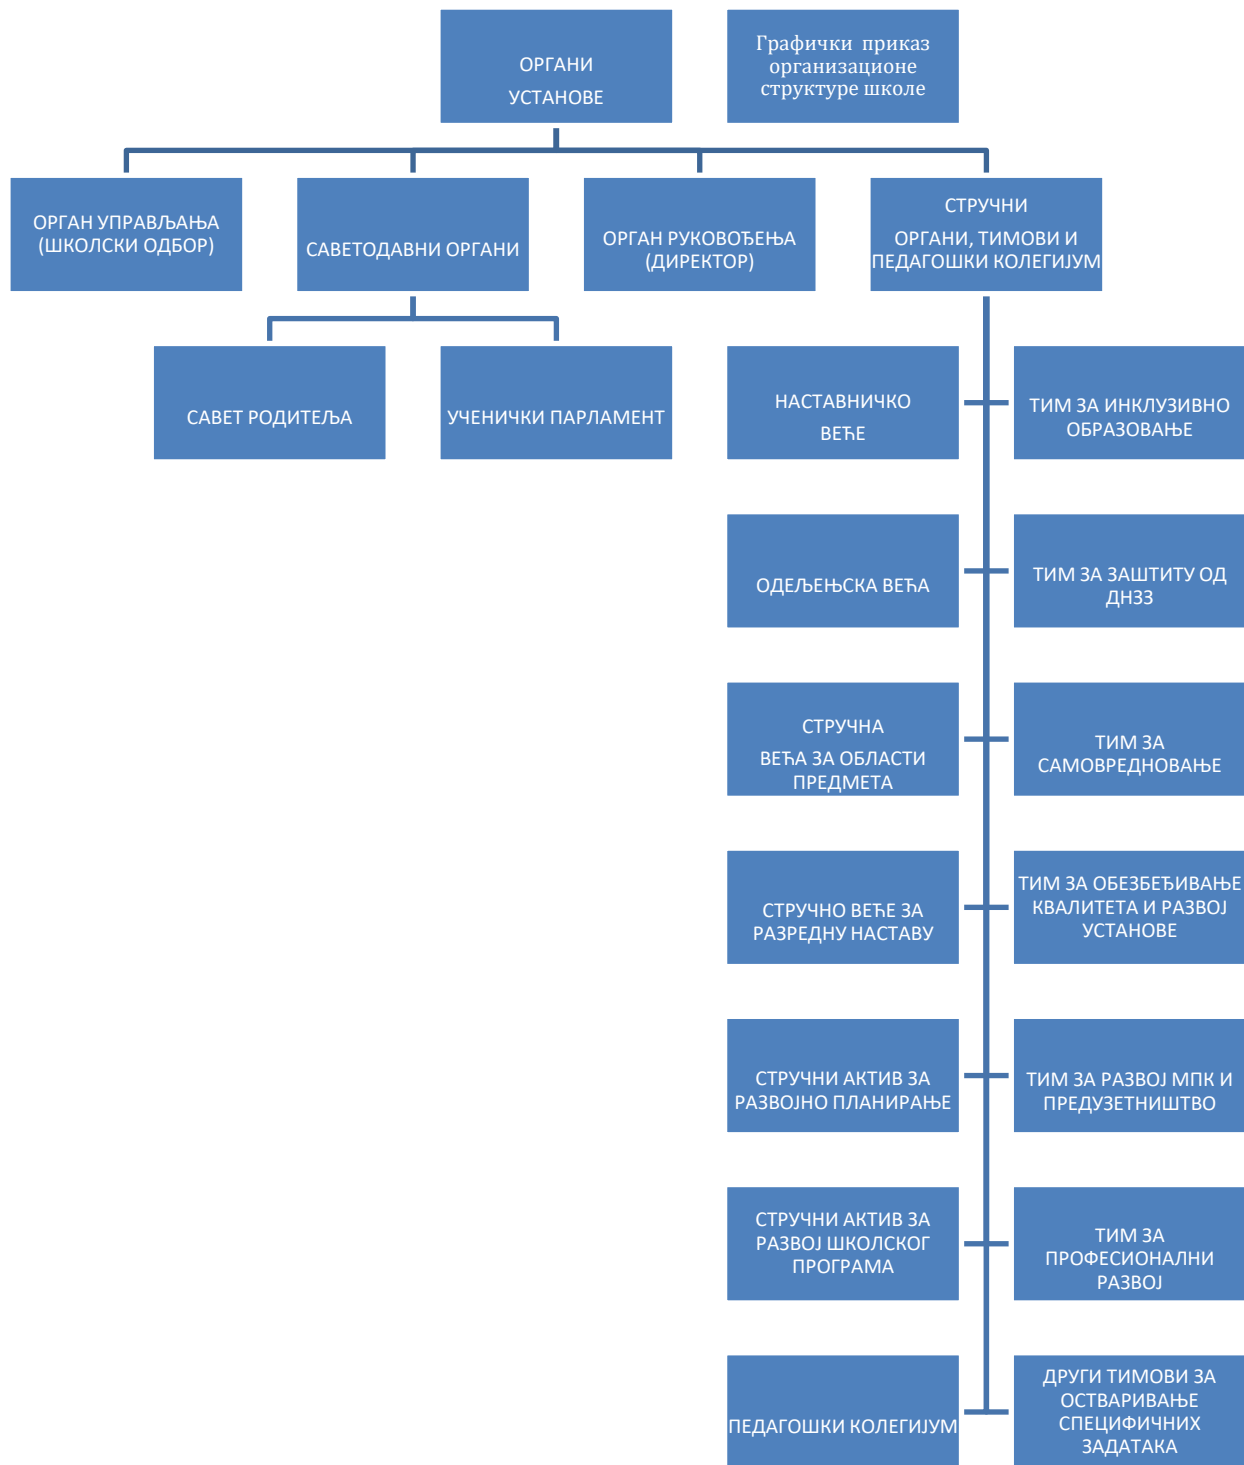 ОРГАНИ
УСТАНОВЕ
Графички приказ
организационе
структуре школе
ОРГАН УПРАВЉАЊА
(ШКОЛСКИ ОДБОР)
САВЕТОДАВНИ ОРГАНИ
ОРГАН РУКОВОЂЕЊА
(ДИРЕКТОР)
СТРУЧНИ
ОРГАНИ, ТИМОВИ И
ПЕДАГОШКИ КОЛЕГИЈУМ
САВЕТ РОДИТЕЉА
УЧЕНИЧКИ ПАРЛАМЕНТ
НАСТАВНИЧКО
ВЕЋЕ
ТИМ ЗА ИНКЛУЗИВНО
ОБРАЗОВАЊЕ
ОДЕЉЕЊСКА ВЕЋА
ТИМ ЗА ЗАШТИТУ ОД
ДНЗЗ
СТРУЧНА
ВЕЋА ЗА ОБЛАСТИ
ПРЕДМЕТА
ТИМ ЗА
САМОВРЕДНОВАЊЕ
СТРУЧНО ВЕЋЕ ЗА
РАЗРЕДНУ НАСТАВУ
ТИМ ЗА ОБЕЗБЕЂИВАЊЕ
КВАЛИТЕТА И РАЗВОЈ
УСТАНОВЕ
СТРУЧНИ АКТИВ ЗА
РАЗВОЈНО ПЛАНИРАЊЕ
ТИМ ЗА РАЗВОЈ МПК И
ПРЕДУЗЕТНИШТВО
СТРУЧНИ АКТИВ ЗА
РАЗВОЈ ШКОЛСКОГ
ПРОГРАМА
ТИМ ЗА
ПРОФЕСИОНАЛНИ
РАЗВОЈ
ПЕДАГОШКИ КОЛЕГИЈУМ
ДРУГИ ТИМОВИ ЗА
ОСТВАРИВАЊЕ
СПЕЦИФИЧНИХ
ЗАДАТАКА